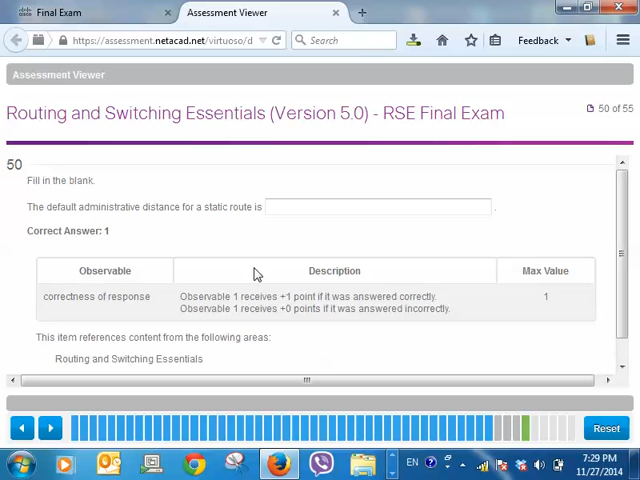 Final Exam × Assessment Viewer × +
https://assessment.netacad.net/virtuoso/d Search Feedback
Assessment Viewer
Routing and Switching Essentials (Version 5.0) - RSE Final Exam 50 of 55
50
Fill in the blank.
The default administrative distance for a static route is .
Correct Answer: 1
Observable Description Max Value
correctness of response Observable 1 receives +1 point if it was answered correctly. 1
Observable 1 receives +0 points if it was answered incorrectly.
This item references content from the following areas:
Routing and Switching Essentials
Reset
EN 7:29 PM
11/27/2014